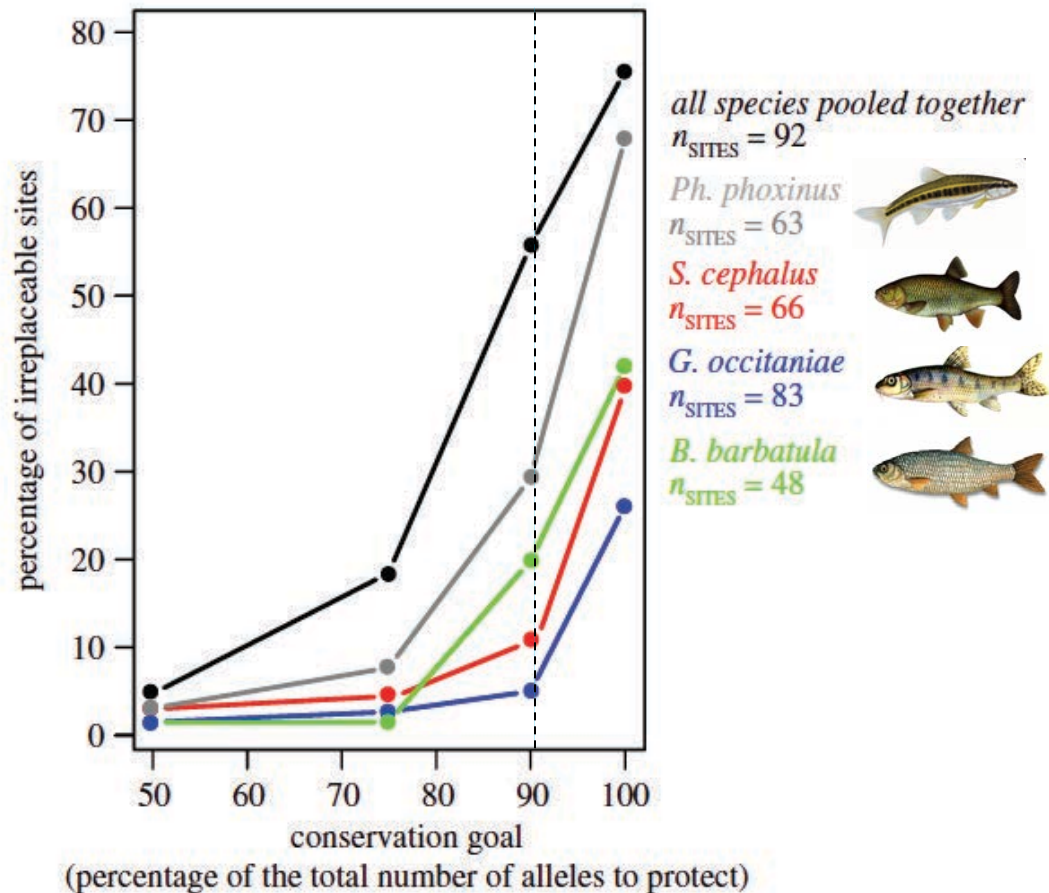 80
70
60
50
40
30
20
10
0
percentage of irreplaceable sites
50 60 70 80 90 100
conservation goal
(percentage of the total number of alleles to protect)
all species pooled together
nSITES = 92
Ph. phoxinus
nSITES = 63
S. cephalus
nSITES = 66
G. occitaniae
nSITES = 83
B. barbatula
nSITES = 48